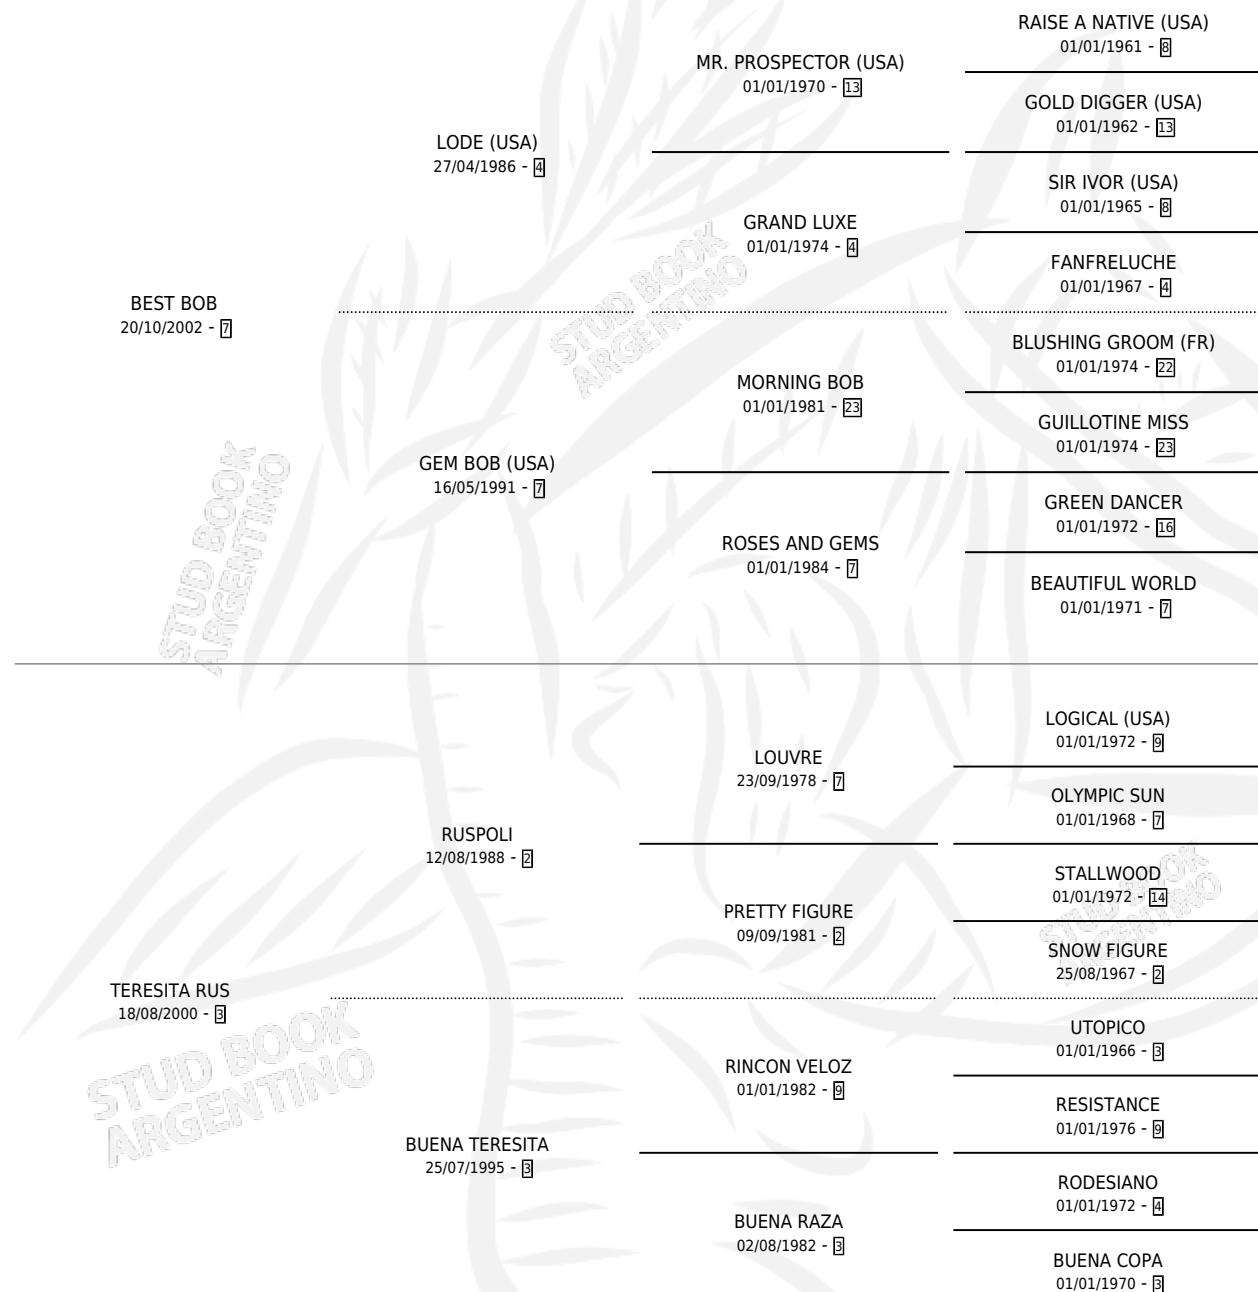 RAISE A NATIVE (USA)
01/01/1961 - 8
MR. PROSPECTOR (USA)
01/01/1970 - 13
GOLD DIGGER (USA)
01/01/1962 - 13
LODE (USA)
27/04/1986 - 4
SIR IVOR (USA)
01/01/1965 - 8
GRAND LUXE
01/01/1974 - 4
FANFRELUCHE
01/01/1967 - 4
BEST BOB
20/10/2002 - 7
STUD BOOK
ARGENTINO
BLUSHING GROOM (FR)
01/01/1974 - 22
MORNING BOB
01/01/1981 - 23
GUILLOTINE MISS
01/01/1974 - 23
GEM BOB (USA)
16/05/1991 - 7
GREEN DANCER
01/01/1972 - 16
ROSES AND GEMS
01/01/1984 - 7
BEAUTIFUL WORLD
01/01/1971 - 7
STUD BOOK
ARGENTINO
LOGICAL (USA)
01/01/1972 - 9
LOUVRE
23/09/1978 - 7
OLYMPIC SUN
01/01/1968 - 7
RUSPOLI
12/08/1988 - 2
STALLWOOD
01/01/1972 - 14
PRETTY FIGURE
09/09/1981 - 2
SNOW FIGURE
25/08/1967 - 2
STUD BOOK
ARGENTINO
TERESITA RUS
18/08/2000 - 3
STUD BOOK
ARGENTINO
UTOPICO
01/01/1966 - 3
RINCON VELOZ
01/01/1982 - 9
RESISTANCE
01/01/1976 - 9
BUENA TERESITA
25/07/1995 - 3
RODESIANO
01/01/1972 - 4
BUENA RAZA
02/08/1982 - 3
BUENA COPA
01/01/1970 - 3